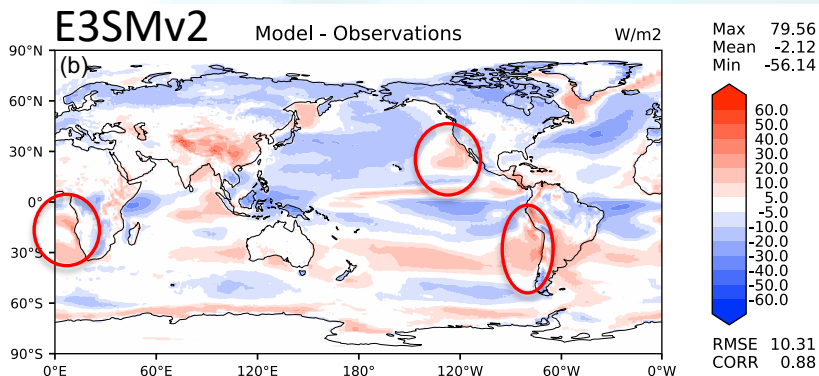 E3SMv2 Model - Observations W/m2
(b)
Max 79.56
Mean -2.12
Min -56.14
90°N
60°N
30°N
0°
30°S
60°S
90°S
0°E 60°E 120°E 180° 120°W 60°W 0°W
60.0
50.0
40.0
30.0
20.0
10.0
5.0
-5.0
-10.0
-20.0
-30.0
-40.0
-50.0
-60.0
RMSE 10.31
CORR 0.88